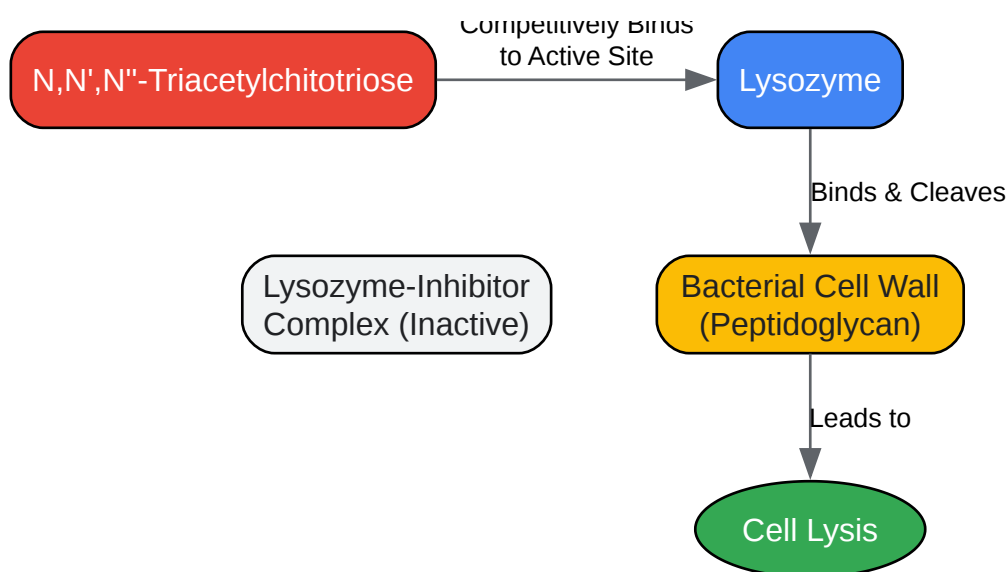 Competitively Binds
to Active Site
N,N',N''-Triacetylchitotriose
Lysozyme
Binds & Cleaves
Lysozyme-Inhibitor
Complex (Inactive)
Bacterial Cell Wall
(Peptidoglycan)
Leads to
Cell Lysis